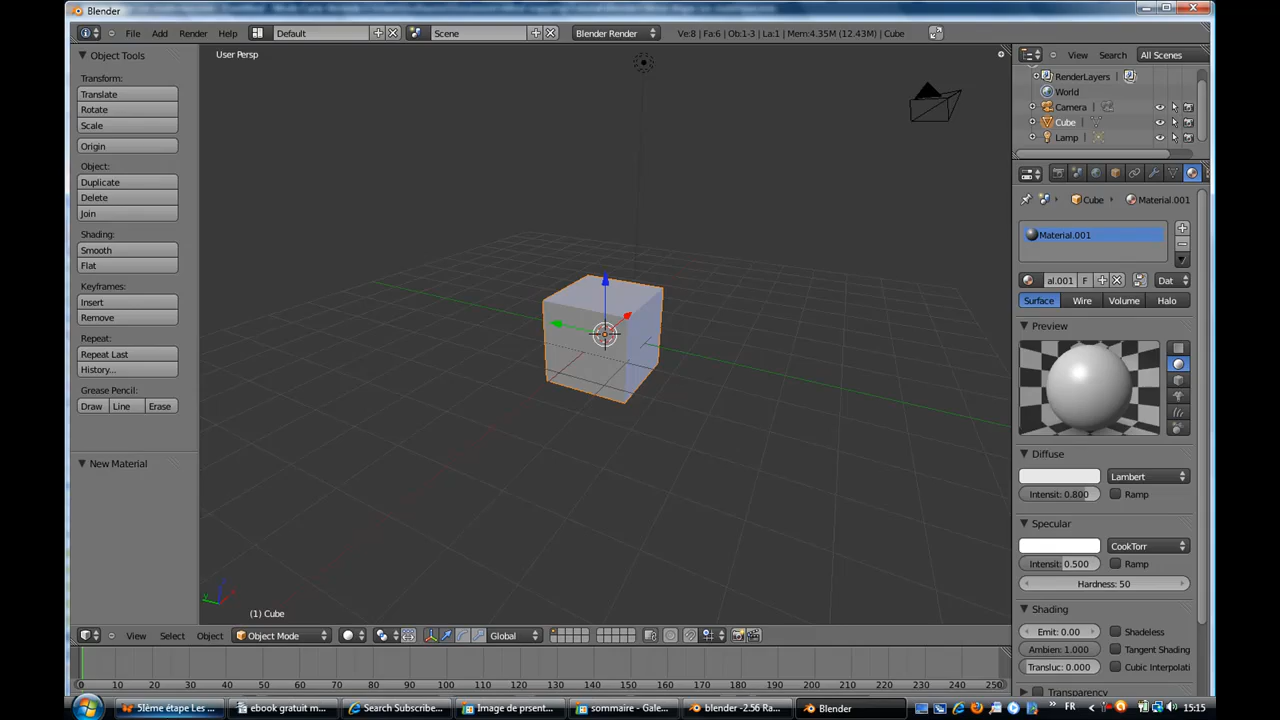 Blender
File Add Render Help Default Scene Blender Render Ve:8 | Fa:6 | Ob:1-3 | La:1 | Mem:4.35M (12.43M) | Cube
Object Tools
Transform:
Translate
Rotate
Scale
Origin
Object:
Duplicate
Delete
Join
Shading:
Smooth
Flat
Keyframes:
Insert
Remove
Repeat:
Repeat Last
History...
Grease Pencil:
Draw Line Erase
New Material
User Persp
(1) Cube
View Select Object Object Mode Global
0 10 20 30 40 50 60 70 80 90 100 110 120 130 140 150 160 170 180 190 200 210 220 230 240 250
View Search All Scenes
RenderLayers
World
Camera
Cube
Lamp
Cube Material.001
Material.001
al.001 F Dat
Surface Wire Volume Halo
Preview
Diffuse
Lambert
Intensit: 0.800 Ramp
Specular
CookTorr
Intensit: 0.500 Ramp
Hardness: 50
Shading
Emit: 0.00 Shadeless
Ambien: 1.000 Tangent Shading
Transluc: 0.000 Cubic Interpolati
Transparency
51ème étape Les ... ebook gratuit m... Search Subscribe... Image de prsent... sommaire - Gale... blender -2.56 Ra... Blender FR 15:15